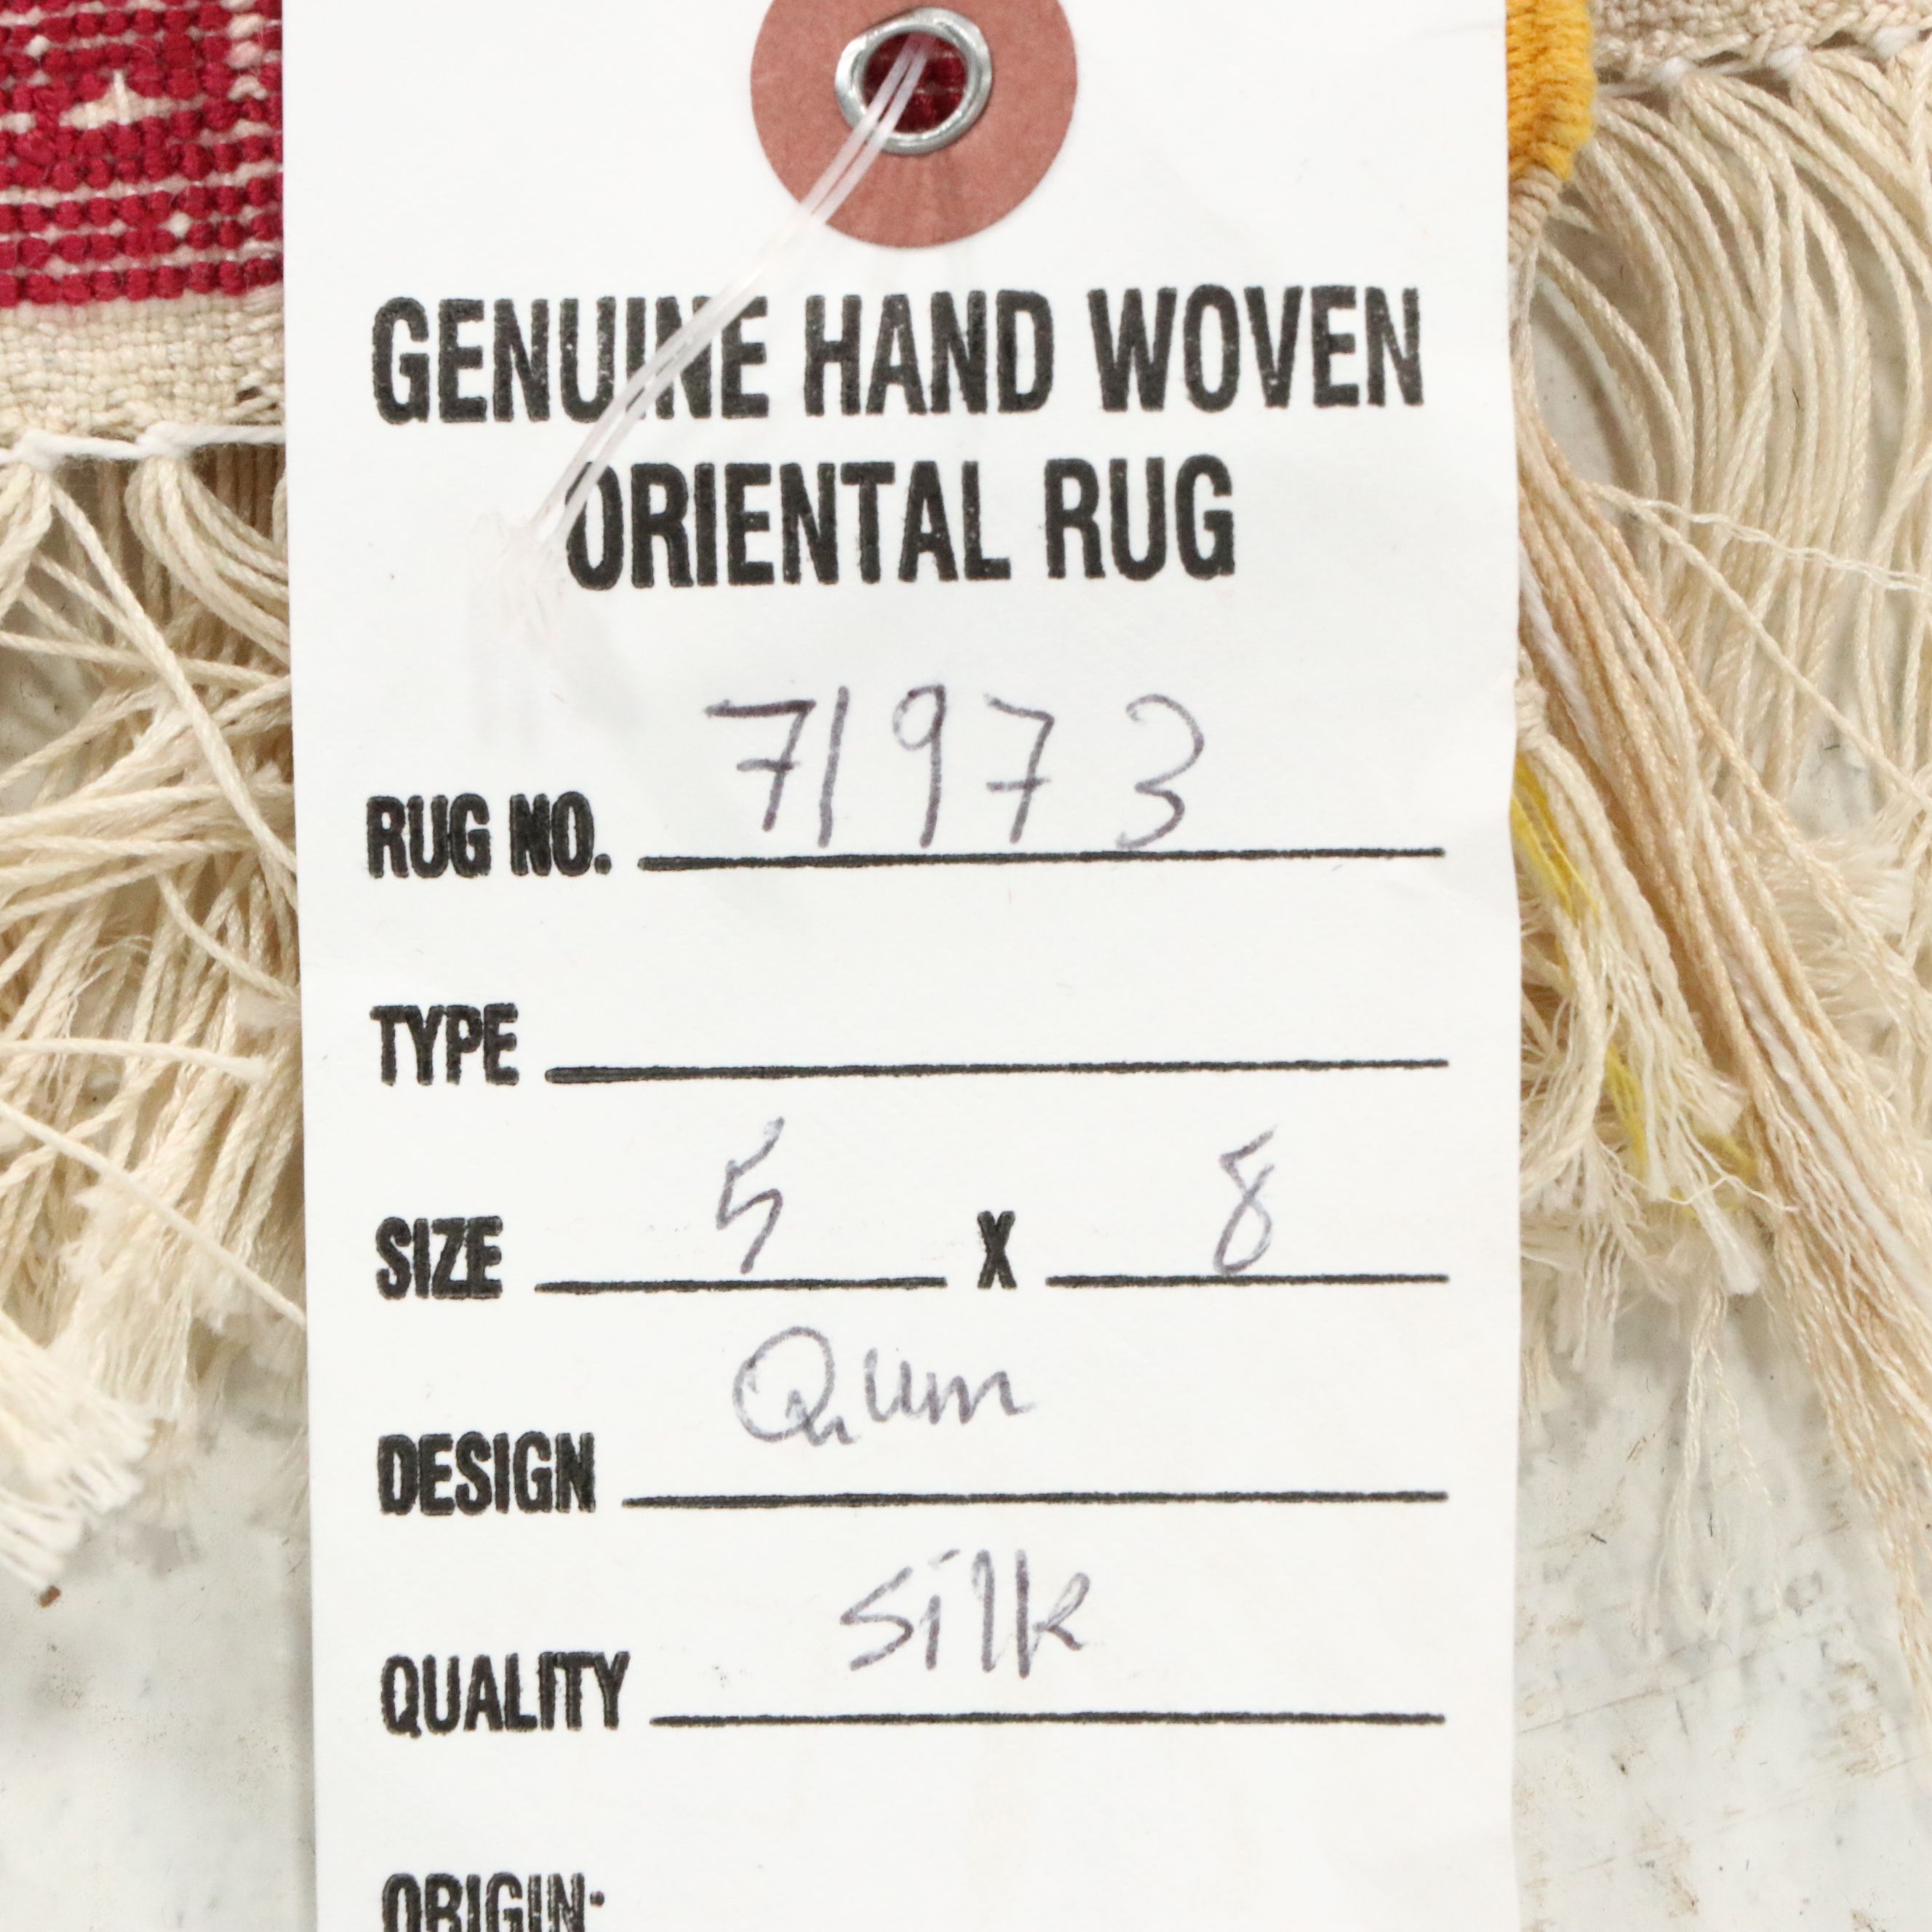 GENUINE HAND WOVEN
ORIENTAL RUG
RUG NO. 71973
TYPE
SIZE 5 X 8
DESIGN Qum
QUALITY Silk
ORIGIN: